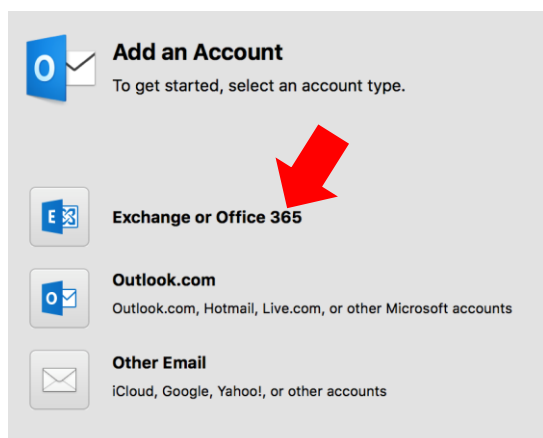 Add an Account
To get started, select an account type.
Exchange or Office 365
Outlook.com
Outlook.com, Hotmail, Live.com, or other Microsoft accounts
Other Email
iCloud, Google, Yahoo!, or other accounts